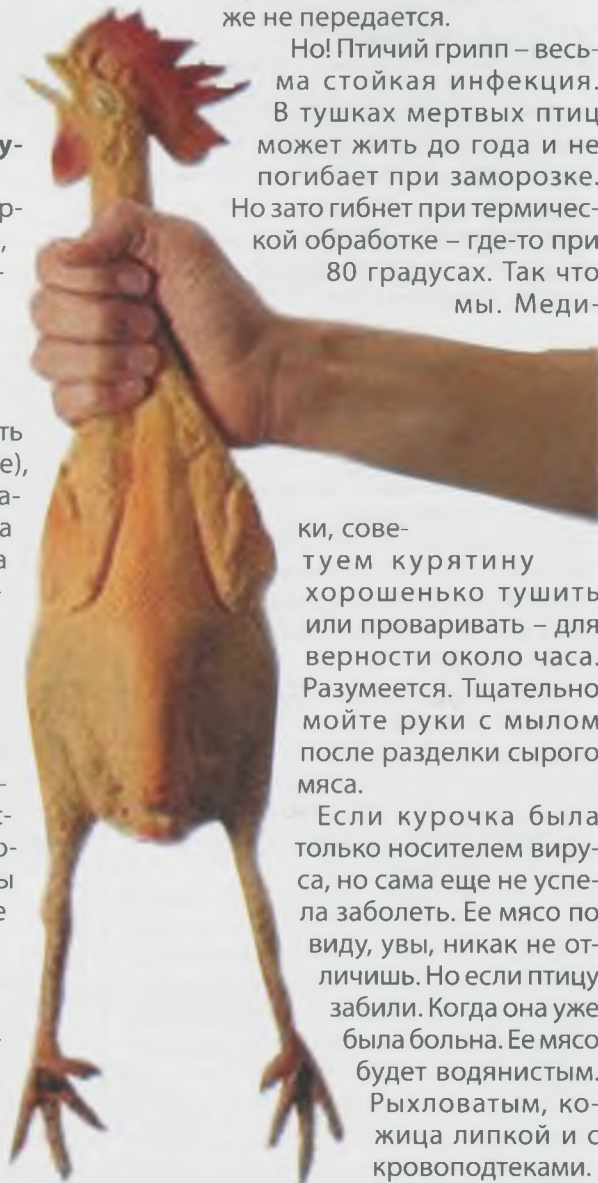 у-
р-
,
-
ть
е),
а-
а
а
-
–
т-
о-
ы
е
-
же не передается.
Но! Птичий грипп – весь-
ма стойкая инфекция.
В тушках мертвых птиц
может жить до года и не
погибает при заморозке.
Но зато гибнет при термичес-
кой обработке – где-то при
80 градусах. Так что
мы. Меди-
ки, сове-
туем курятину
хорошенько тушить
или проваривать – для
верности около часа.
Разумеется. Тщательно
мойте руки с мылом
после разделки сырого
мяса.
Если курочка была
только носителем виру-
са, но сама еще не успе-
ла заболеть. Ее мясо по
виду, увы, никак не от-
личишь. Но если птицу
забили. Когда она уже
была больна. Ее мясо
будет водянистым.
Рыхловатым, ко-
жица липкой и с
кровоподтеками.